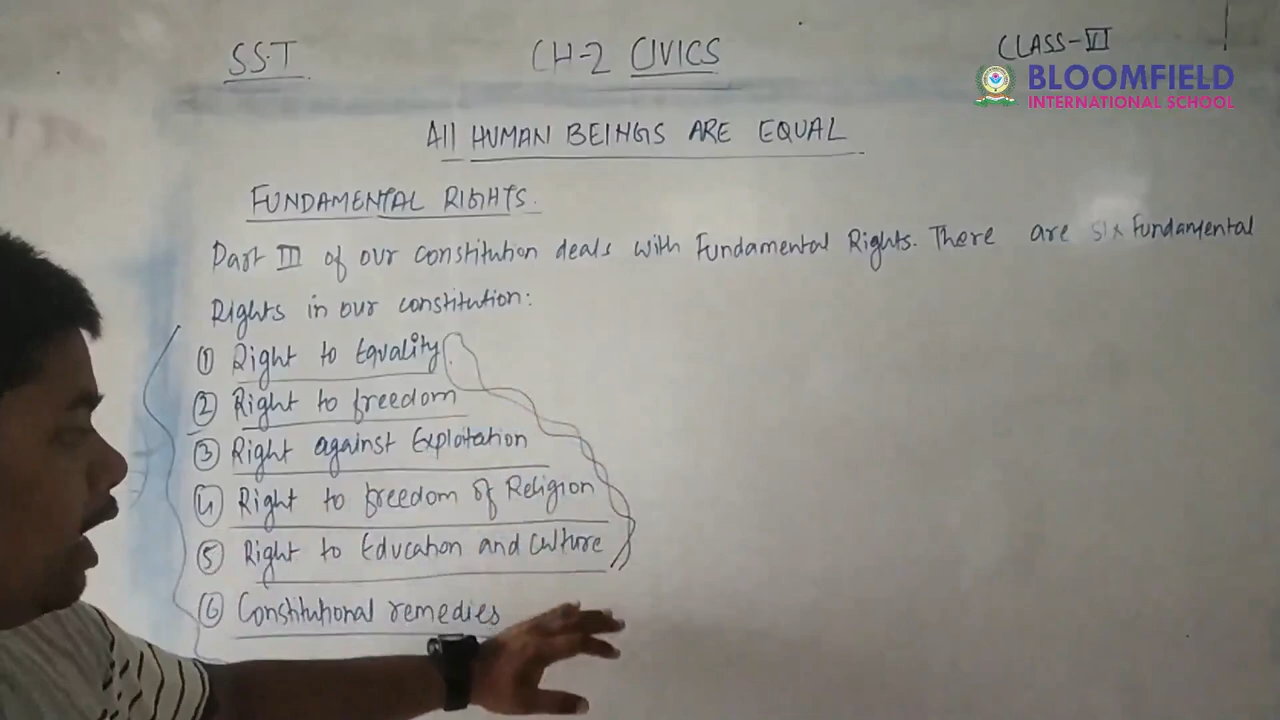 SST
CH-2 CIVICS
CLASS-VI
BLOOMFIELD
INTERNATIONAL SCHOOL
All HUMAN BEINGS ARE EQUAL
FUNDAMENTAL RIGHTS.
Part III of our constitution deals with Fundamental Rights. There are six Fundamental
Rights in our constitution:
① Right to Equality
② Right to freedom
③ Right against Explotation
④ Right to freedom of Religion
⑤ Right to Education and culture
⑥ Constitutional remedies